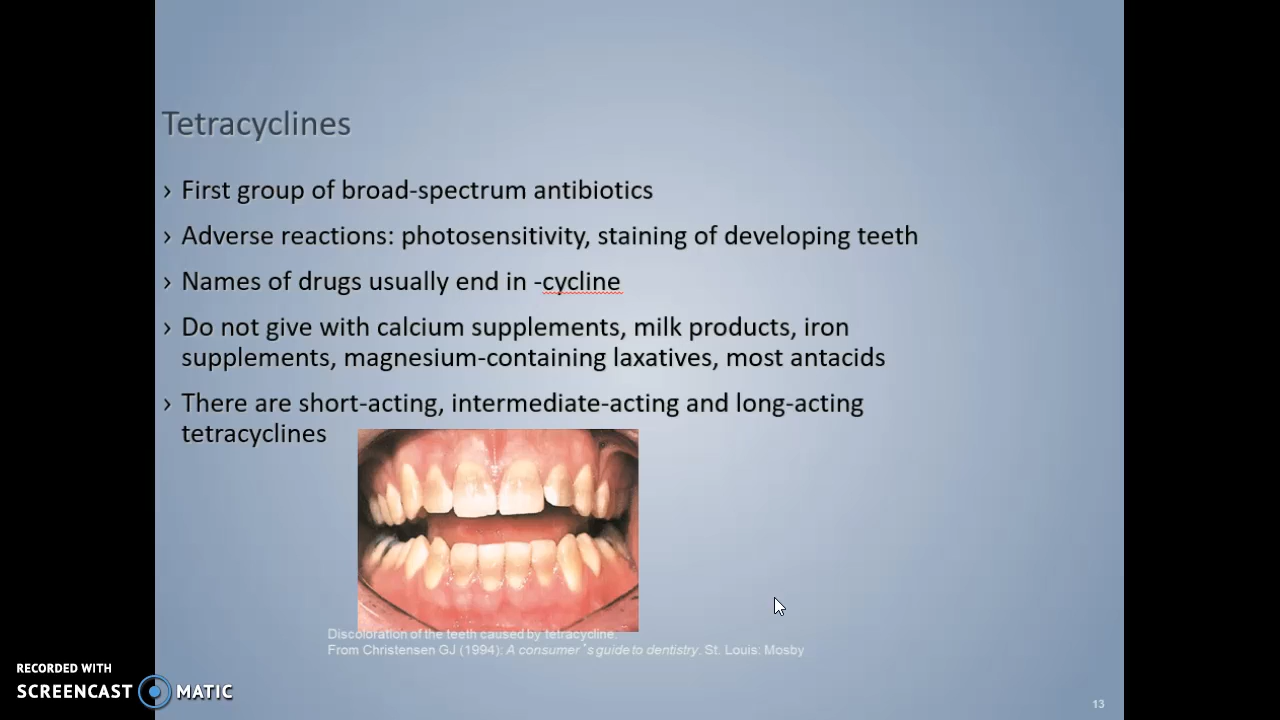 Tetracyclines
› First group of broad-spectrum antibiotics
› Adverse reactions: photosensitivity, staining of developing teeth
› Names of drugs usually end in -cycline
› Do not give with calcium supplements, milk products, iron
supplements, magnesium-containing laxatives, most antacids
› There are short-acting, intermediate-acting and long-acting
tetracyclines
Discoloration of the teeth caused by tetracycline.
From Christensen GJ (1994): A consumer's guide to dentistry. St. Louis: Mosby
RECORDED WITH
SCREENCAST MATIC
13